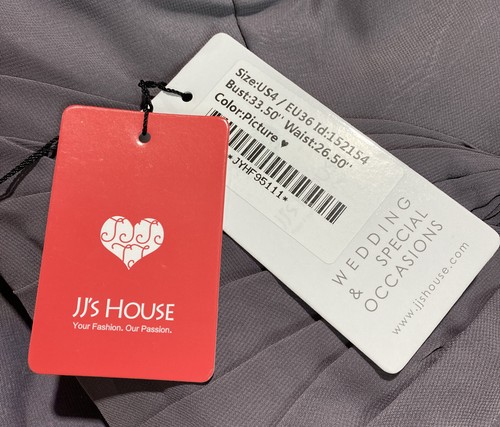 JJ'S HOUSE
Your Fashion. Our Passion.
Size:US4 / EU36 Id:152154
Bust:33.50'' Waist:26.50''
Color:Picture ♥
*JYHF95111*
WEDDING
& SPECIAL
OCCASIONS
www.jjshouse.com